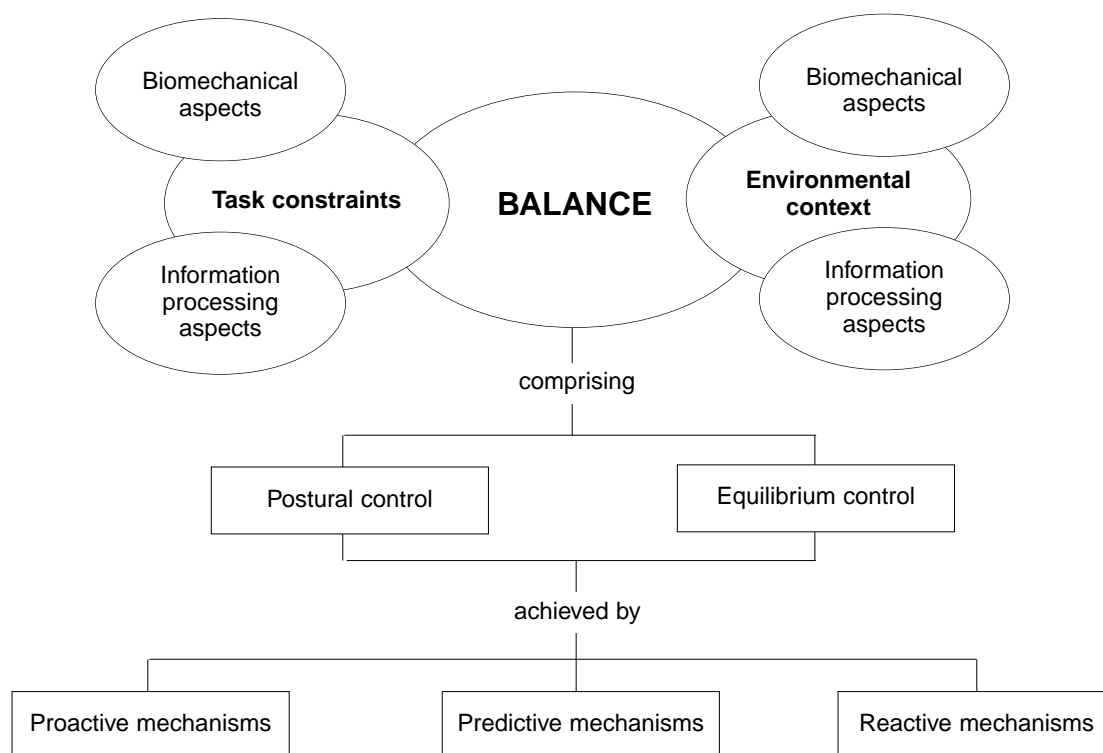 Biomechanical
aspects
Biomechanical
aspects
Task constraints
BALANCE
Environmental
context
Information
processing
aspects
Information
processing
aspects
comprising
Postural control
Equilibrium control
achieved by
Proactive mechanisms
Predictive mechanisms
Reactive mechanisms